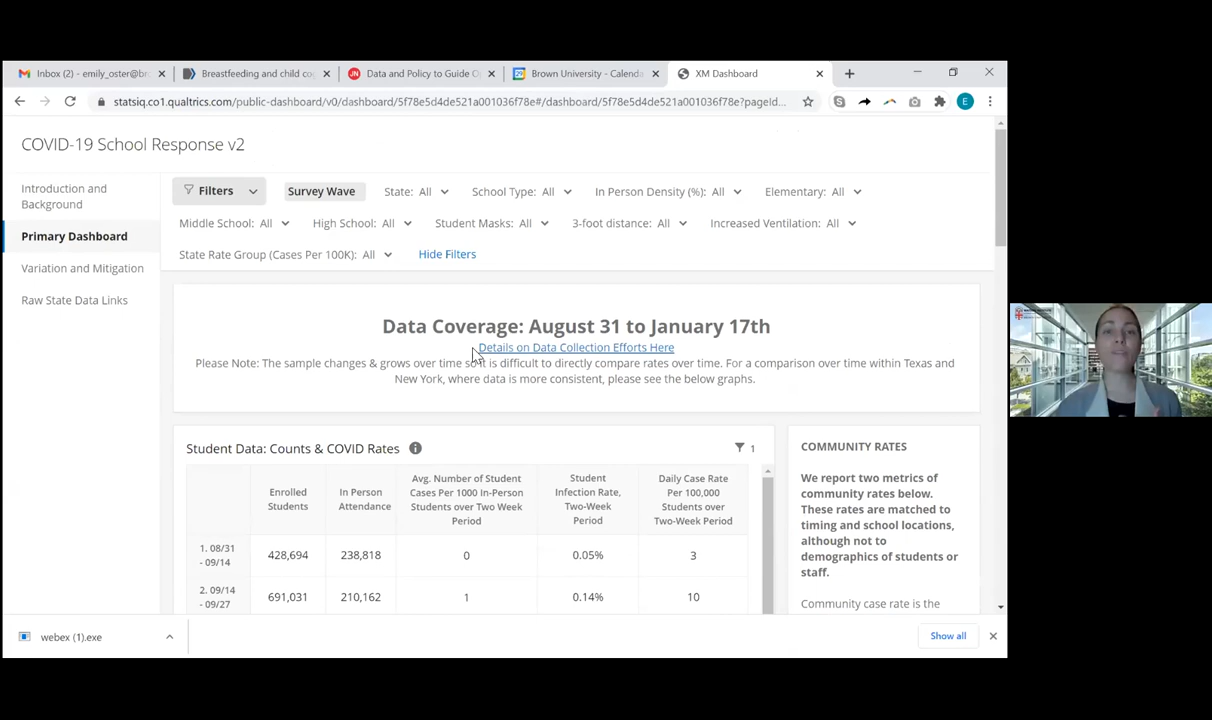 Inbox (2) - emily_oster@br
Breastfeeding and child co
Data and Policy to Guide O
Brown University - Calenda
XM Dashboard
statsiq.co1.qualtrics.com/public-dashboard/v0/dashboard/5f78e5d4de521a001036f78e#/dashboard/5f78e5d4de521a001036f78e?pageId...
E
COVID-19 School Response v2
Introduction and
Background
Primary Dashboard
Variation and Mitigation
Raw State Data Links
Filters
Survey Wave
State: All
School Type: All
In Person Density (%): All
Elementary: All
Middle School: All
High School: All
Student Masks: All
3-foot distance: All
Increased Ventilation: All
State Rate Group (Cases Per 100K): All
Hide Filters
Data Coverage: August 31 to January 17th
Details on Data Collection Efforts Here
Please Note: The sample changes & grows over time so it is difficult to directly compare rates over time. For a comparison over time within Texas and
New York, where data is more consistent, please see the below graphs.
Student Data: Counts & COVID Rates
1
Enrolled
Students
In Person
Attendance
Avg. Number of Student
Cases Per 1000 In-Person
Students over Two Week
Period
Student
Infection Rate,
Two-Week
Period
Daily Case Rate
Per 100,000
Students over
Two-Week Period
1. 08/31
- 09/14
428,694
238,818
0
0.05%
3
2. 09/14
- 09/27
691,031
210,162
1
0.14%
10
COMMUNITY RATES
We report two metrics of
community rates below.
These rates are matched to
timing and school locations,
although not to
demographics of students or
staff.
Community case rate is the
webex (1).exe
Show all